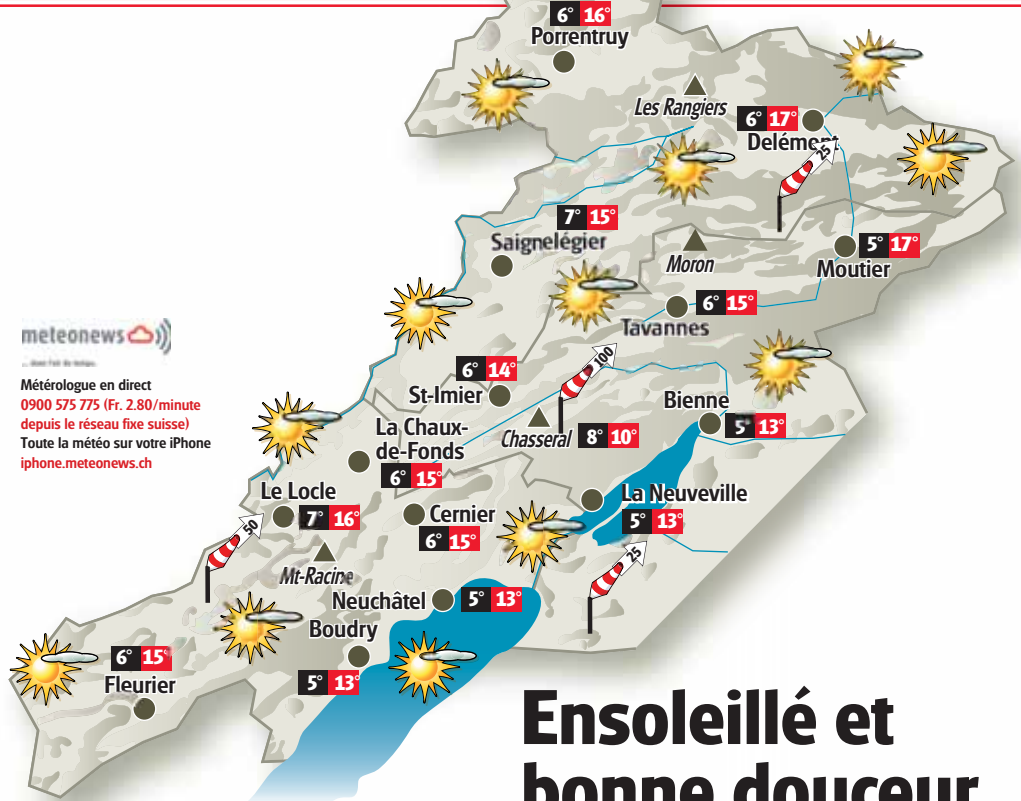 6° 16°
Porrentruy
Les Rangiers
6° 17°
Delémont
25
7° 15°
Saignelégier
Moron
5° 17°
Moutier
6° 15°
Tavannes
meteonews
Météorologue en direct
0900 575 775 (Fr. 2.80/minute
depuis le réseau fixe suisse)
Toute la météo sur votre iPhone
iphone.meteonews.ch
100
6° 14°
St-Imier
Chasseral 8° 10°
Bienne
5° 13°
La Chaux-
de-Fonds
6° 15°
Le Locle
7° 16°
Cernier
6° 15°
La Neuveville
5° 13°
50
25
Mt-Racine
Neuchâtel 5° 13°
Boudry
5° 13°
6° 15°
Fleurier
Ensoleillé et
bonne douceur